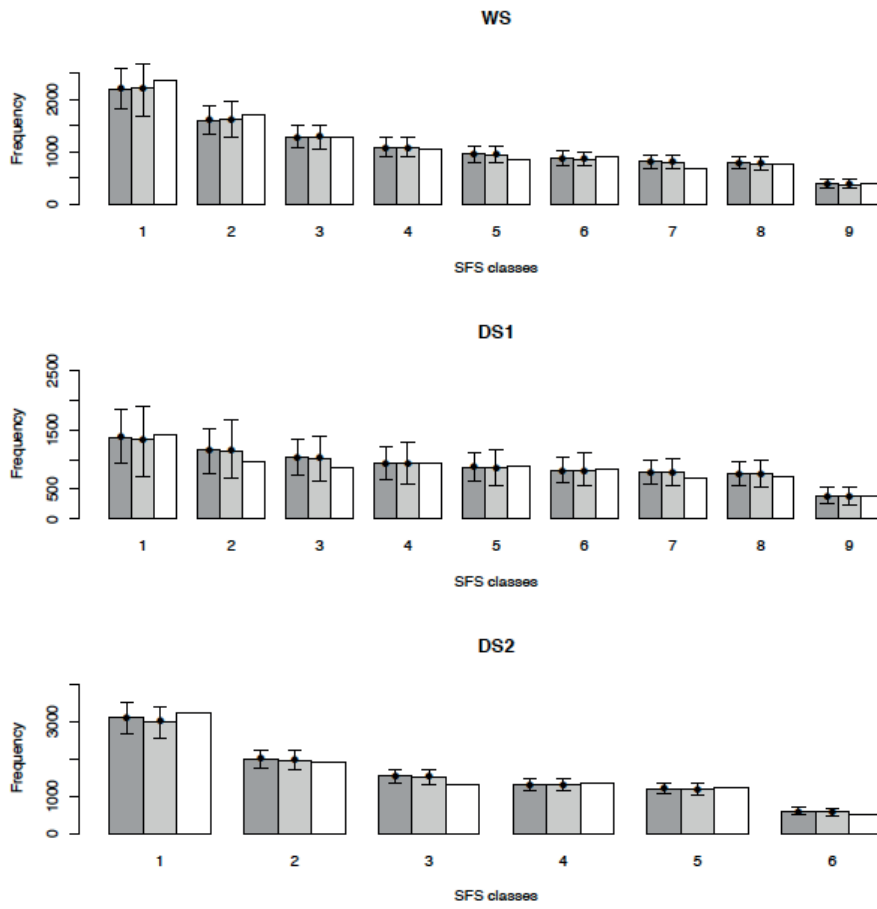 WS
Frequency
2000
1000
0
1 2 3 4 5 6 7 8 9
SFS classes
DS1
Frequency
2500
1500
500
0
1 2 3 4 5 6 7 8 9
SFS classes
DS2
Frequency
3000
1000
0
1 2 3 4 5 6
SFS classes